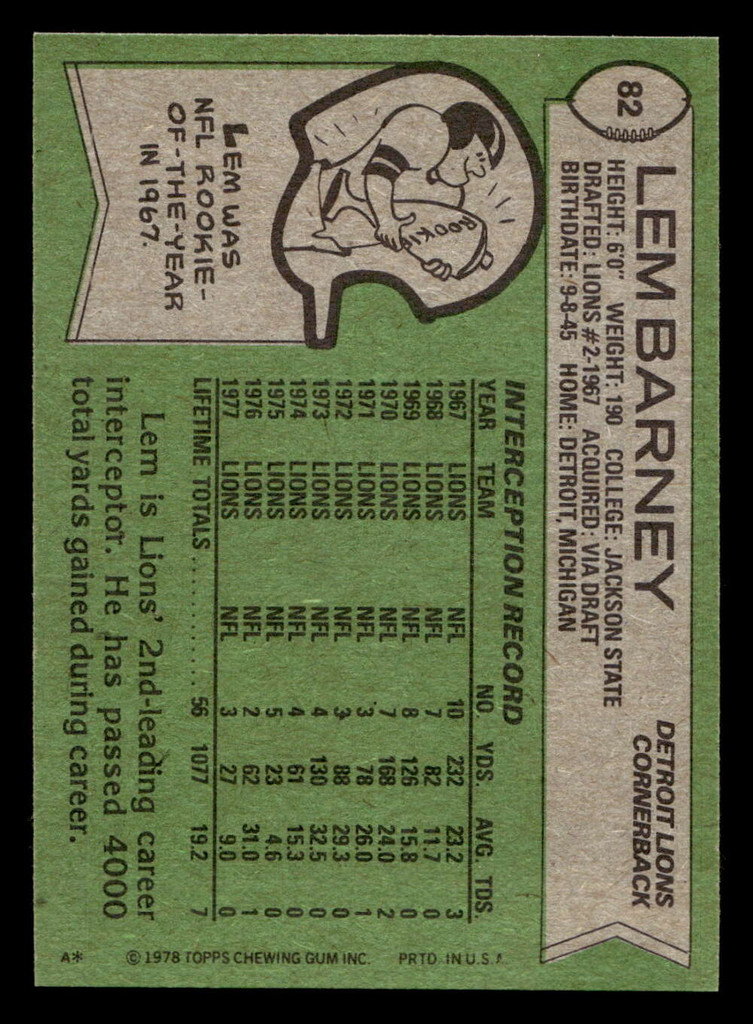 82
LEM BARNEY
DETROIT LIONS
CORNERBACK
HEIGHT: 6'0" WEIGHT: 190 COLLEGE: JACKSON STATE
DRAFTED: LIONS #2-1967 ACQUIRED: VIA DRAFT
BIRTHDATE: 9-8-45 HOME: DETROIT, MICHIGAN
ROOKIE
LEM WAS
NFL ROOKIE-
OF-THE-YEAR
IN 1967.
INTERCEPTION RECORD
YEAR TEAM NO. YDS. AVG. TDS.
1967 LIONS NFL 10 232 23.2 3
1968 LIONS NFL 7 82 11.7 0
1969 LIONS NFL 8 126 15.8 0
1970 LIONS NFL 7 168 24.0 2
1971 LIONS NFL 3 78 26.0 1
1972 LIONS NFL 3 88 29.3 0
1973 LIONS NFL 4 130 32.5 0
1974 LIONS NFL 4 61 15.3 0
1975 LIONS NFL 5 23 4.6 0
1976 LIONS NFL 2 62 31.0 1
1977 LIONS NFL 3 27 9.0 0
LIFETIME TOTALS .......... 56 1077 19.2 7
Lem is Lions' 2nd-leading career
interceptor. He has passed 4000
total yards gained during career.
A* © 1978 TOPPS CHEWING GUM INC. PRTD. IN U.S.A.